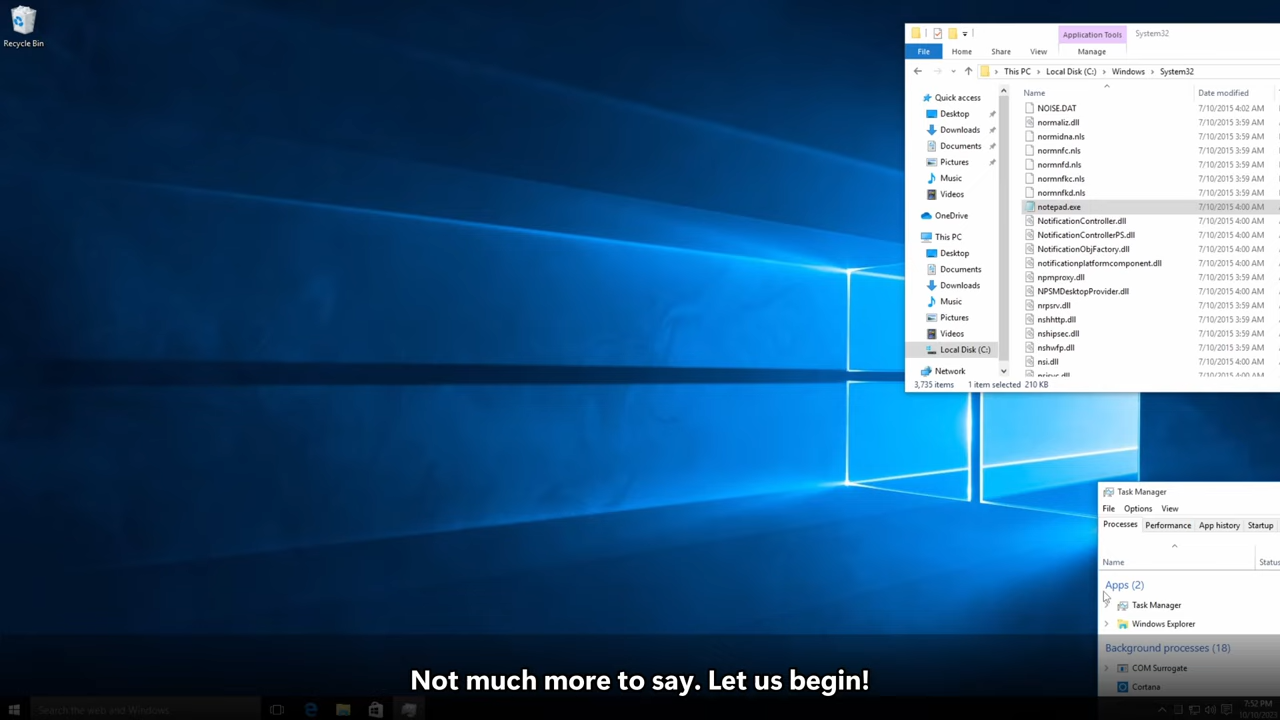 Recycle Bin
Application Tools
System32
File
Home
Share
View
Manage
This PC
Local Disk (C:)
Windows
System32
Quick access
Desktop
Downloads
Documents
Pictures
Music
Videos
OneDrive
This PC
Desktop
Documents
Downloads
Music
Pictures
Videos
Local Disk (C:)
Network
Name Date modified
NOISE.DAT 7/10/2015 4:02 AM
normaliz.dll 7/10/2015 3:59 AM
normidna.nls 7/10/2015 3:59 AM
normnfc.nls 7/10/2015 3:59 AM
normnfd.nls 7/10/2015 3:59 AM
normnfkc.nls 7/10/2015 3:59 AM
normnfkd.nls 7/10/2015 3:59 AM
notepad.exe 7/10/2015 4:00 AM
NotificationController.dll 7/10/2015 4:00 AM
NotificationControllerPS.dll 7/10/2015 4:00 AM
NotificationObjFactory.dll 7/10/2015 4:00 AM
notificationplatformcomponent.dll 7/10/2015 4:00 AM
npmproxy.dll 7/10/2015 3:59 AM
NPSMDesktopProvider.dll 7/10/2015 4:00 AM
nrpsrv.dll 7/10/2015 3:59 AM
nshhttp.dll 7/10/2015 3:59 AM
nshipsec.dll 7/10/2015 3:59 AM
nshwfp.dll 7/10/2015 3:59 AM
nsi.dll 7/10/2015 4:00 AM
3,735 items 1 item selected 210 KB
Task Manager
File Options View
Processes Performance App history Startup
Name Status
Apps (2)
Task Manager
Windows Explorer
Background processes (18)
COM Surrogate
Cortana
Not much more to say. Let us begin!
Search the web and Windows
7:52 PM